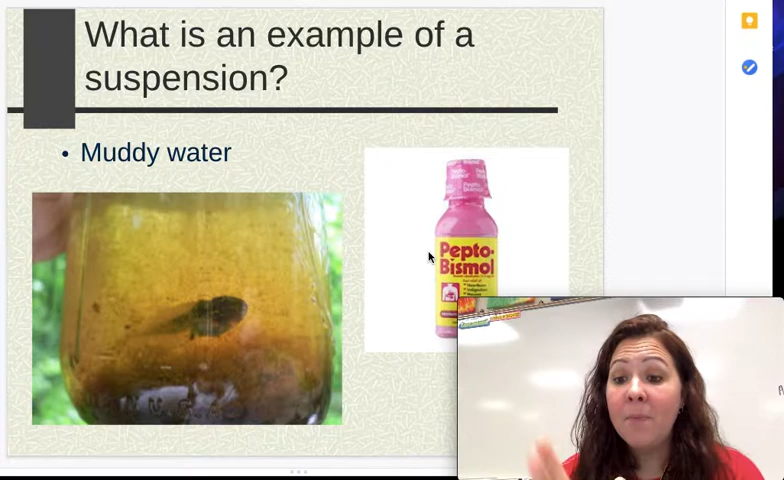 What is an example of a
suspension?
• Muddy water
Pepto-
Bismol